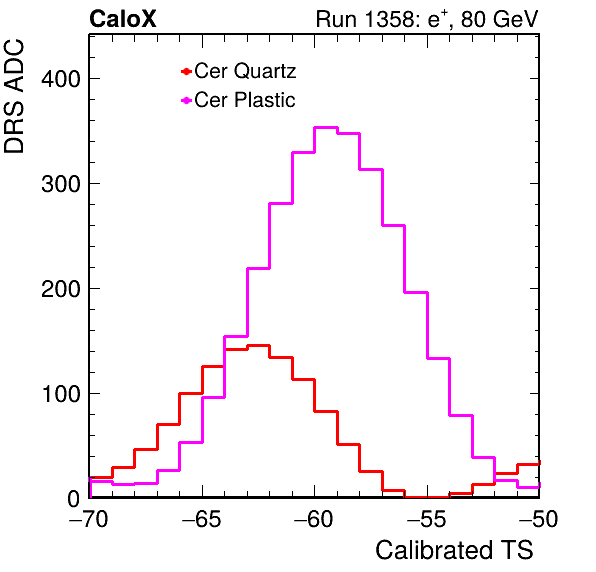 CaloX Run 1358: e⁺, 80 GeV
DRS ADC
Cer Quartz
Cer Plastic
400
300
200
100
0
−70 −65 −60 −55 −50
Calibrated TS